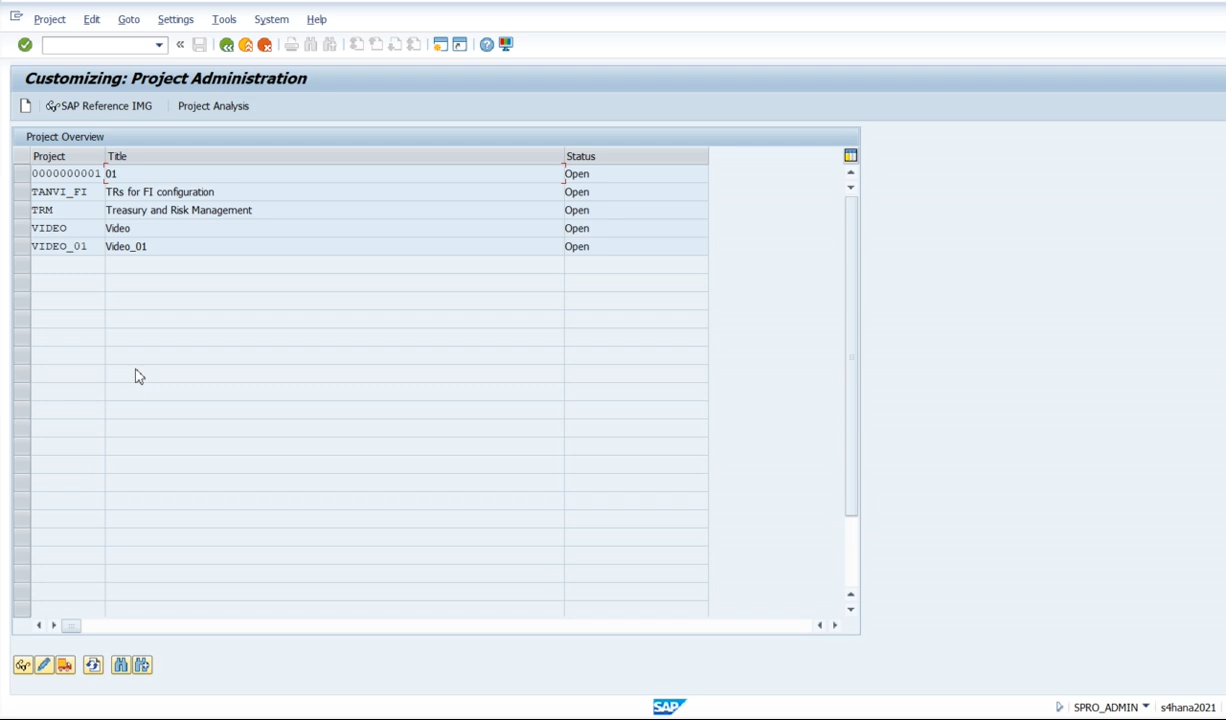 Project Edit Goto Settings Tools System Help
Customizing: Project Administration
SAP Reference IMG Project Analysis
Project Overview
Project Title Status
0000000001 01 Open
TANVI_FI TRs for FI configuration Open
TRM Treasury and Risk Management Open
VIDEO Video Open
VIDEO_01 Video_01 Open
SAP SPRO_ADMIN s4hana2021